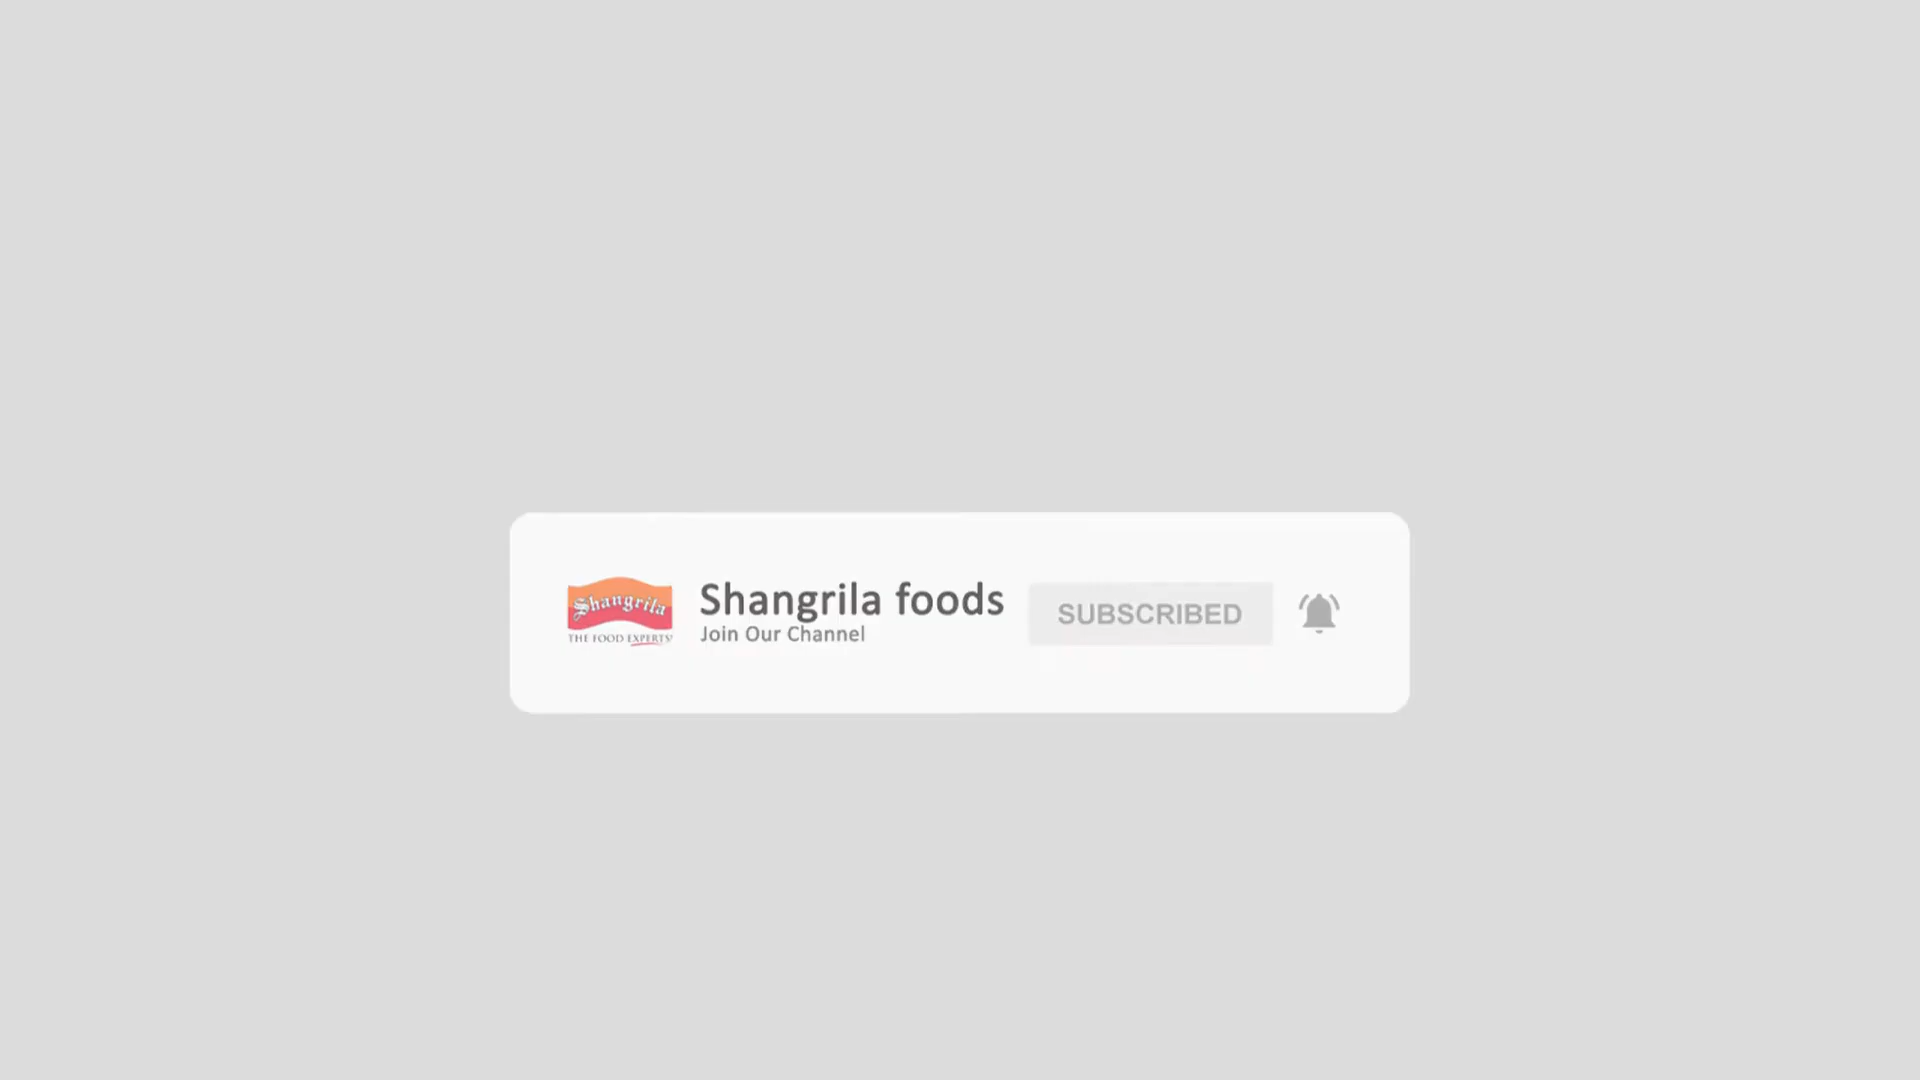 Shangrila
THE FOOD EXPERTS!
Shangrila foods
Join Our Channel
SUBSCRIBED